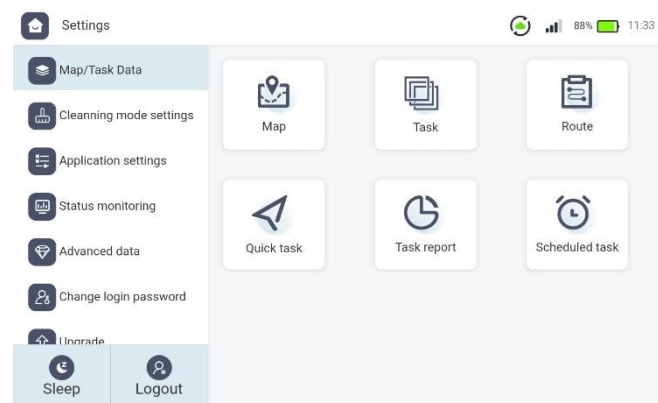 Settings
88%
11:33
Map/Task Data
Cleanning mode settings
Application settings
Status monitoring
Advanced data
Change login password
Upgrade
Sleep
Logout
Map
Task
Route
Quick task
Task report
Scheduled task